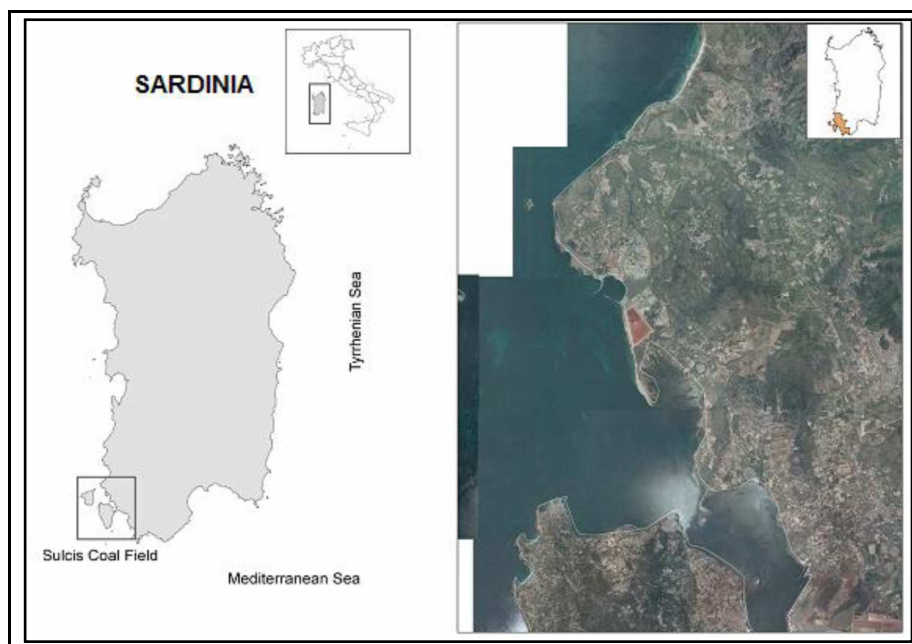 SARDINIA
Tyrrhenian Sea
Sulcis Coal Field
Mediterranean Sea